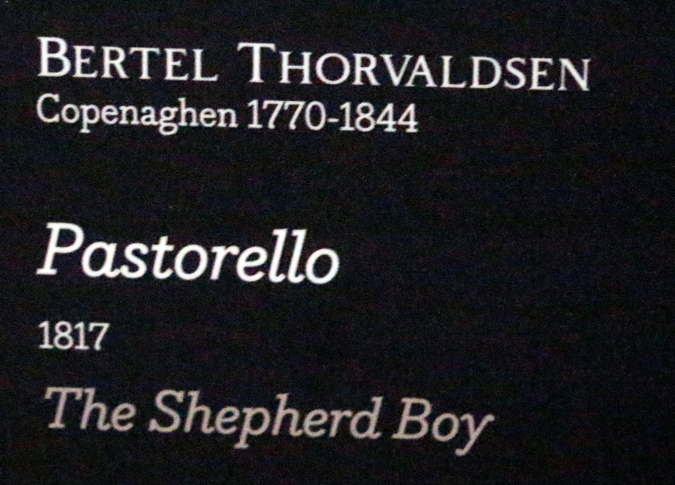 BERTEL THORVALDSEN
Copenaghen 1770-1844
Pastorello
1817
The Shepherd Boy